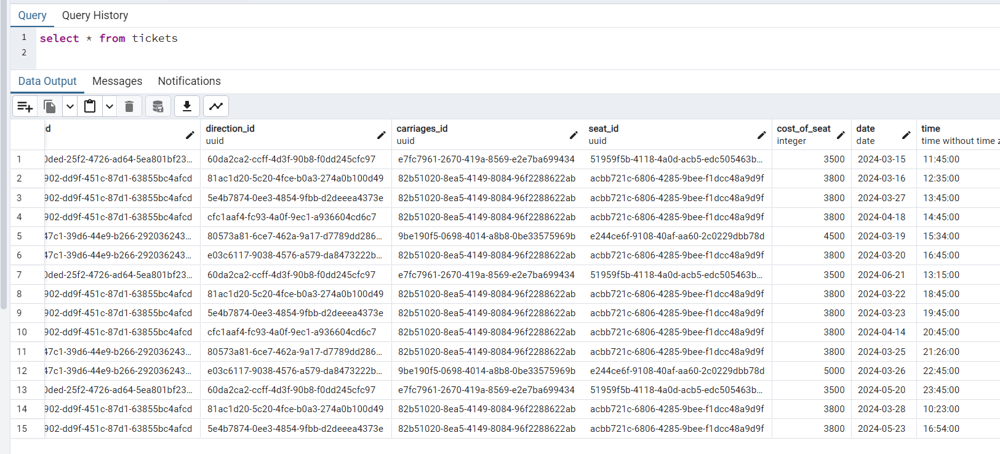 Query Query History
1 select * from tickets
2
Data Output Messages Notifications
d direction_id carriages_id seat_id cost_of_seat date time
uuid uuid uuid integer date time without time z
1 0ded-25f2-4726-ad64-5ea801bf23... 60da2ca2-ccff-4d3f-90b8-f0dd245cfc97 e7fc7961-2670-419a-8569-e2e7ba699434 51959f5b-4118-4a0d-acb5-edc505463b... 3500 2024-03-15 11:45:00
2 902-dd9f-451c-87d1-63855bc4afcd 81ac1d20-5c20-4fce-b0a3-274a0b100d49 82b51020-8ea5-4149-8084-96f2288622ab acbb721c-6806-4285-9bee-f1dcc48a9d9f 3800 2024-03-16 12:35:00
3 902-dd9f-451c-87d1-63855bc4afcd 5e4b7874-0ee3-4854-9fbb-d2deeea4373e 82b51020-8ea5-4149-8084-96f2288622ab acbb721c-6806-4285-9bee-f1dcc48a9d9f 3800 2024-03-27 13:45:00
4 902-dd9f-451c-87d1-63855bc4afcd cfc1aaf4-fc93-4a0f-9ec1-a936604cd6c7 82b51020-8ea5-4149-8084-96f2288622ab acbb721c-6806-4285-9bee-f1dcc48a9d9f 3800 2024-04-18 14:45:00
5 47c1-39d6-44e9-b266-292036243... 80573a81-6ce7-462a-9a17-d7789dd286... 9be190f5-0698-4014-a8b8-0be33575969b e244ce6f-9108-40af-aa60-2c0229dbb78d 4500 2024-03-19 15:34:00
6 47c1-39d6-44e9-b266-292036243... e03c6117-9038-4576-a579-da8473222b... 82b51020-8ea5-4149-8084-96f2288622ab acbb721c-6806-4285-9bee-f1dcc48a9d9f 3800 2024-03-20 16:45:00
7 0ded-25f2-4726-ad64-5ea801bf23... 60da2ca2-ccff-4d3f-90b8-f0dd245cfc97 e7fc7961-2670-419a-8569-e2e7ba699434 51959f5b-4118-4a0d-acb5-edc505463b... 3500 2024-06-21 13:15:00
8 902-dd9f-451c-87d1-63855bc4afcd 81ac1d20-5c20-4fce-b0a3-274a0b100d49 82b51020-8ea5-4149-8084-96f2288622ab acbb721c-6806-4285-9bee-f1dcc48a9d9f 3800 2024-03-22 18:45:00
9 902-dd9f-451c-87d1-63855bc4afcd 5e4b7874-0ee3-4854-9fbb-d2deeea4373e 82b51020-8ea5-4149-8084-96f2288622ab acbb721c-6806-4285-9bee-f1dcc48a9d9f 3800 2024-03-23 19:45:00
10 902-dd9f-451c-87d1-63855bc4afcd cfc1aaf4-fc93-4a0f-9ec1-a936604cd6c7 82b51020-8ea5-4149-8084-96f2288622ab acbb721c-6806-4285-9bee-f1dcc48a9d9f 3800 2024-04-14 20:45:00
11 47c1-39d6-44e9-b266-292036243... 80573a81-6ce7-462a-9a17-d7789dd286... 82b51020-8ea5-4149-8084-96f2288622ab acbb721c-6806-4285-9bee-f1dcc48a9d9f 3800 2024-03-25 21:26:00
12 47c1-39d6-44e9-b266-292036243... e03c6117-9038-4576-a579-da8473222b... 9be190f5-0698-4014-a8b8-0be33575969b e244ce6f-9108-40af-aa60-2c0229dbb78d 5000 2024-03-26 22:45:00
13 0ded-25f2-4726-ad64-5ea801bf23... 60da2ca2-ccff-4d3f-90b8-f0dd245cfc97 e7fc7961-2670-419a-8569-e2e7ba699434 51959f5b-4118-4a0d-acb5-edc505463b... 3500 2024-05-20 23:45:00
14 902-dd9f-451c-87d1-63855bc4afcd 81ac1d20-5c20-4fce-b0a3-274a0b100d49 82b51020-8ea5-4149-8084-96f2288622ab acbb721c-6806-4285-9bee-f1dcc48a9d9f 3800 2024-03-28 10:23:00
15 902-dd9f-451c-87d1-63855bc4afcd 5e4b7874-0ee3-4854-9fbb-d2deeea4373e 82b51020-8ea5-4149-8084-96f2288622ab acbb721c-6806-4285-9bee-f1dcc48a9d9f 3800 2024-05-23 16:54:00